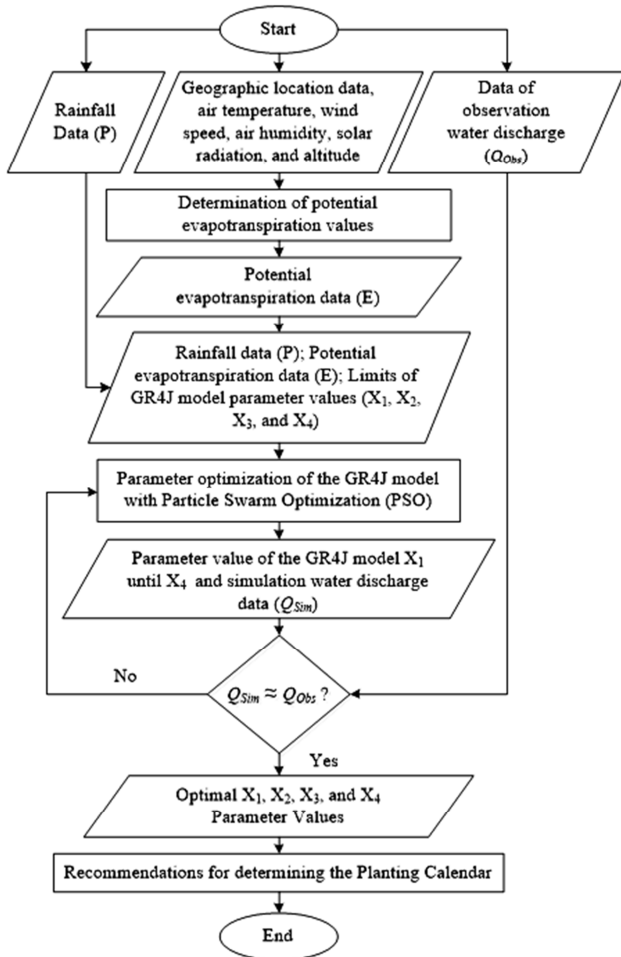 Start
Rainfall
Data (P)
Geographic location data,
air temperature, wind
speed, air humidity, solar
radiation, and altitude
Data of
observation
water discharge
(Q_Obs)
Determination of potential
evapotranspiration values
Potential
evapotranspiration data (E)
Rainfall data (P); Potential
evapotranspiration data (E); Limits of
GR4J model parameter values (X₁, X₂,
X₃, and X₄)
Parameter optimization of the GR4J model
with Particle Swarm Optimization (PSO)
Parameter value of the GR4J model X₁
until X₄ and simulation water discharge
data (Q_Sim)
No
Q_Sim ≈ Q_Obs ?
Yes
Optimal X₁, X₂, X₃, and X₄
Parameter Values
Recommendations for determining the Planting Calendar
End